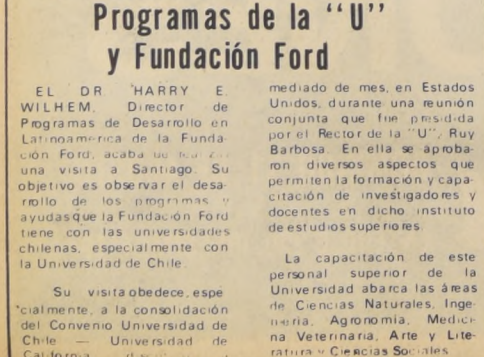 Programas de la “U”
y Fundación Ford
EL DR HARRY E.
WILHEM, Director de
Programas de Desarrollo en
Latinoamerica de la Funda-
ción Ford, acaba
una visita a Santiago. Su
objetivo es observar el desa-
rrollo de los programas y
ayudas que la Fundación Ford
tiene con las universidades
chilenas, especialmente con
la Universidad de Chile.
Su visita obedece, espe
cialmente, a la consolidación
del Convenio Universidad de
Chile — Universidad de
California
mediado de mes, en Estados
Unidos, durante una reunión
conjunta que fue presidida
por el Rector de la “U”, Ruy
Barbosa. En ella se aproba-
ron diversos aspectos que
permiten la formación y capa-
citación de investigadores y
docentes en dicho instituto
de estudios superiores.
La capacitación de este
personal superior de la
Universidad abarca las áreas
de Ciencias Naturales, Inge-
niería, Agronomía, Medici-
na Veterinaria, Arte y Lite-
ratura y Ciencias Sociales